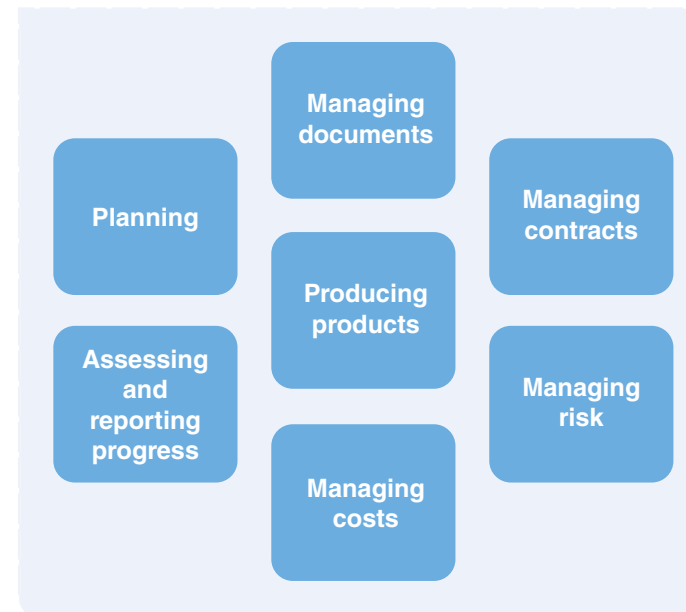 Planning
Assessing
and
reporting
progress
Managing
documents
Producing
products
Managing
costs
Managing
contracts
Managing
risk